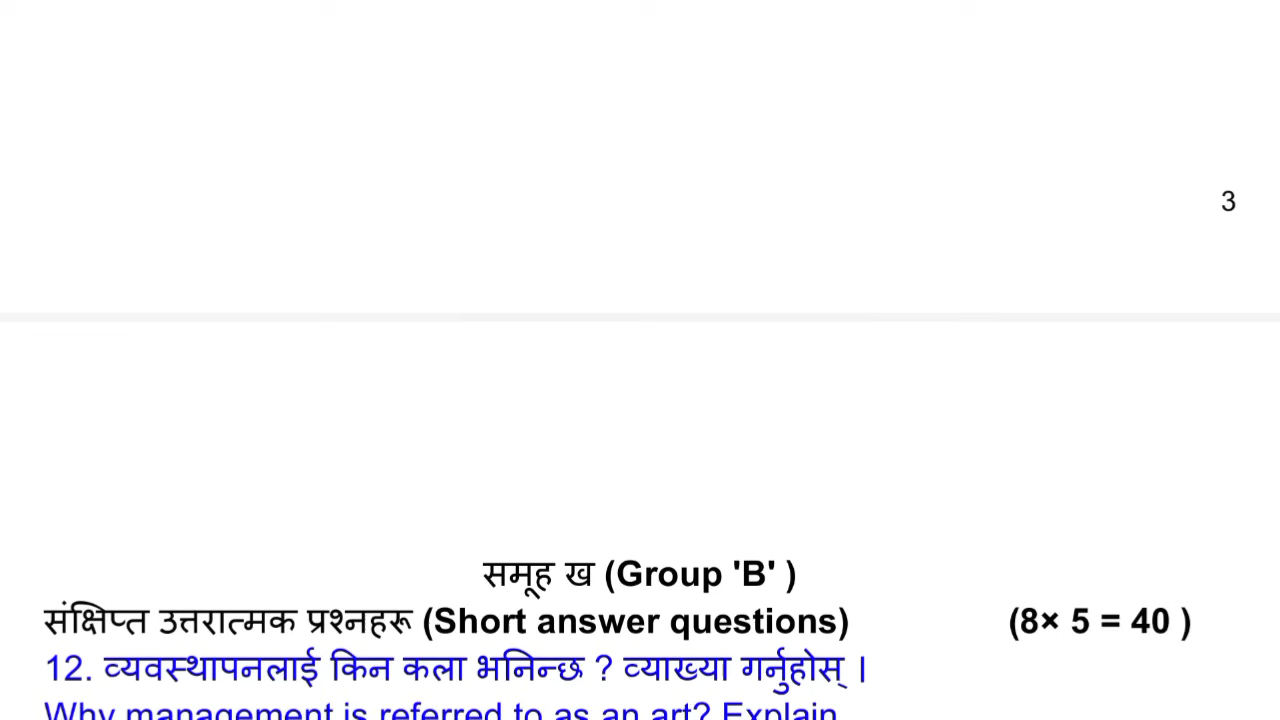 3
समूह ख (Group 'B' )
संक्षिप्त उत्तरात्मक प्रश्नहरू (Short answer questions) (8× 5 = 40 )
12. व्यवस्थापनलाई किन कला भनिन्छ ? व्याख्या गर्नुहोस् ।
Why management is referred to as an art? Explain